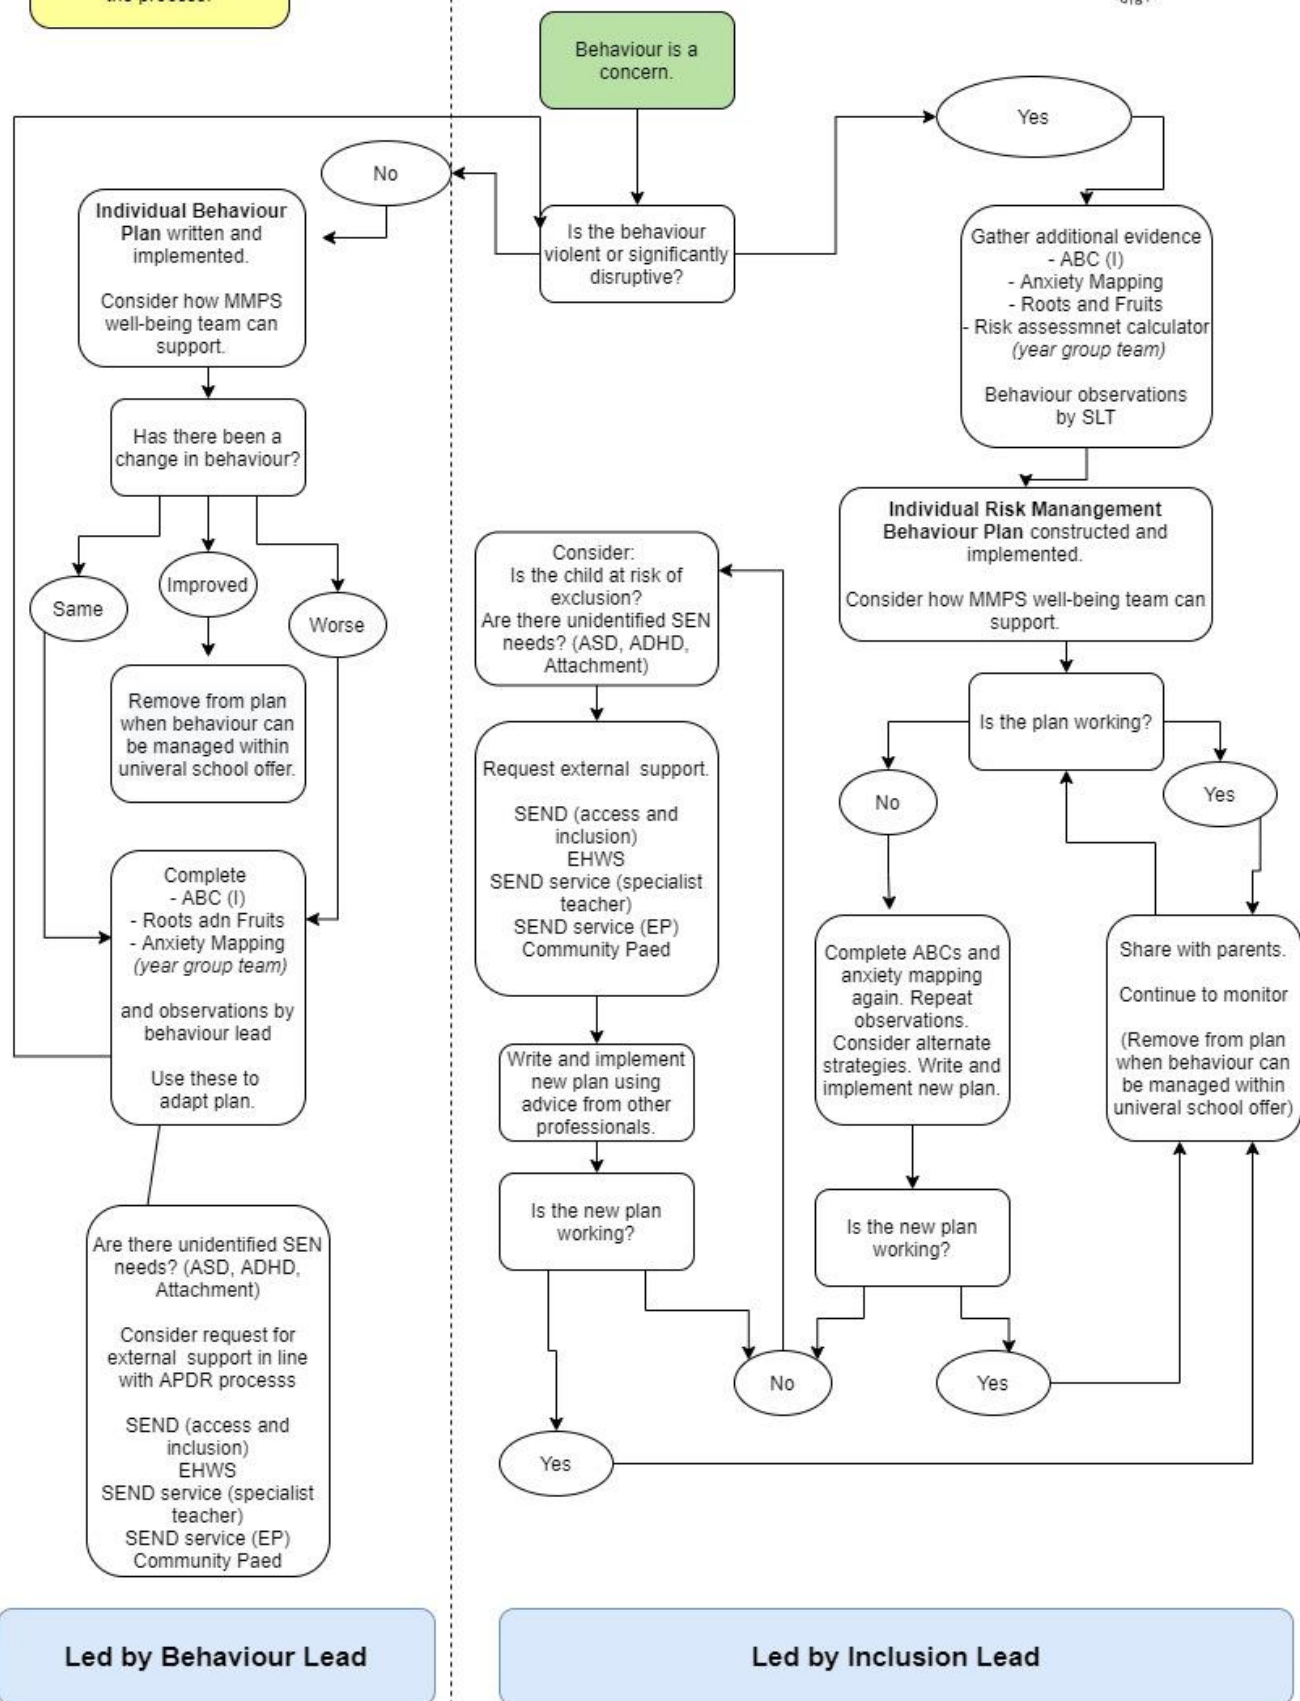 Behaviour is a
concern.
Yes
No
Is the behaviour
violent or significantly
disruptive?
Individual Behaviour
Plan written and
implemented.
Consider how MMPS
well-being team can
support.
Gather additional evidence
- ABC (I)
- Anxiety Mapping
- Roots and Fruits
- Risk assessmnet calculator
(year group team)
Behaviour observations
by SLT
Has there been a
change in behaviour?
Same
Improved
Worse
Remove from plan
when behaviour can
be managed within
univeral school offer.
Complete
- ABC (I)
- Roots adn Fruits
- Anxiety Mapping
(year group team)
and observations by
behaviour lead
Use these to
adapt plan.
Are there unidentified SEN
needs? (ASD, ADHD,
Attachment)
Consider request for
external support in line
with APDR processs
SEND (access and
inclusion)
EHWS
SEND service (specialist
teacher)
SEND service (EP)
Community Paed
Individual Risk Manangement
Behaviour Plan constructed and
implemented.
Consider how MMPS well-being team can
support.
Is the plan working?
No
Yes
Consider:
Is the child at risk of
exclusion?
Are there unidentified SEN
needs? (ASD, ADHD,
Attachment)
Request external support.
SEND (access and
inclusion)
EHWS
SEND service (specialist
teacher)
SEND service (EP)
Community Paed
Write and implement
new plan using
advice from other
professionals.
Is the new plan
working?
Complete ABCs and
anxiety mapping
again. Repeat
observations.
Consider alternate
strategies. Write and
implement new plan.
Is the new plan
working?
Share with parents.
Continue to monitor
(Remove from plan
when behaviour can
be managed within
univeral school offer)
No
Yes
Yes
Led by Behaviour Lead
Led by Inclusion Lead